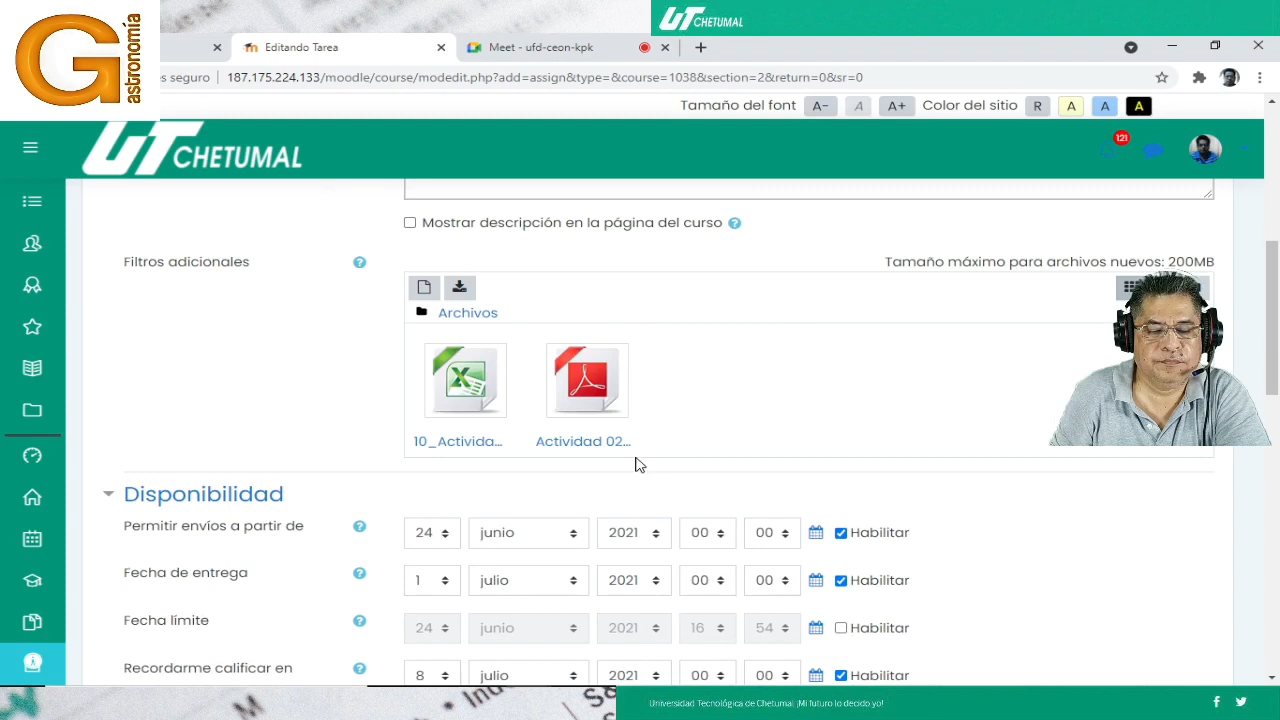 G astronomía
UT CHETUMAL
Editando Tarea
Meet - ufd-ceon-kpk
es seguro
187.175.224.133/moodle/course/modedit.php?add=assign&type=&course=1038&section=2&return=0&sr=0
Tamaño del font A- A A+ Color del sitio R A A A
UT CHETUMAL
121
Mostrar descripción en la página del curso
Filtros adicionales
Tamaño máximo para archivos nuevos: 200MB
Archivos
10_Activida...
Actividad 02...
Disponibilidad
Permitir envíos a partir de 24 junio 2021 00 00 Habilitar
Fecha de entrega 1 julio 2021 00 00 Habilitar
Fecha límite 24 junio 2021 16 54 Habilitar
Recordarme calificar en 8 julio 2021 00 00 Habilitar
Universidad Tecnológica de Chetumal ¡Mi futuro lo decido yo!